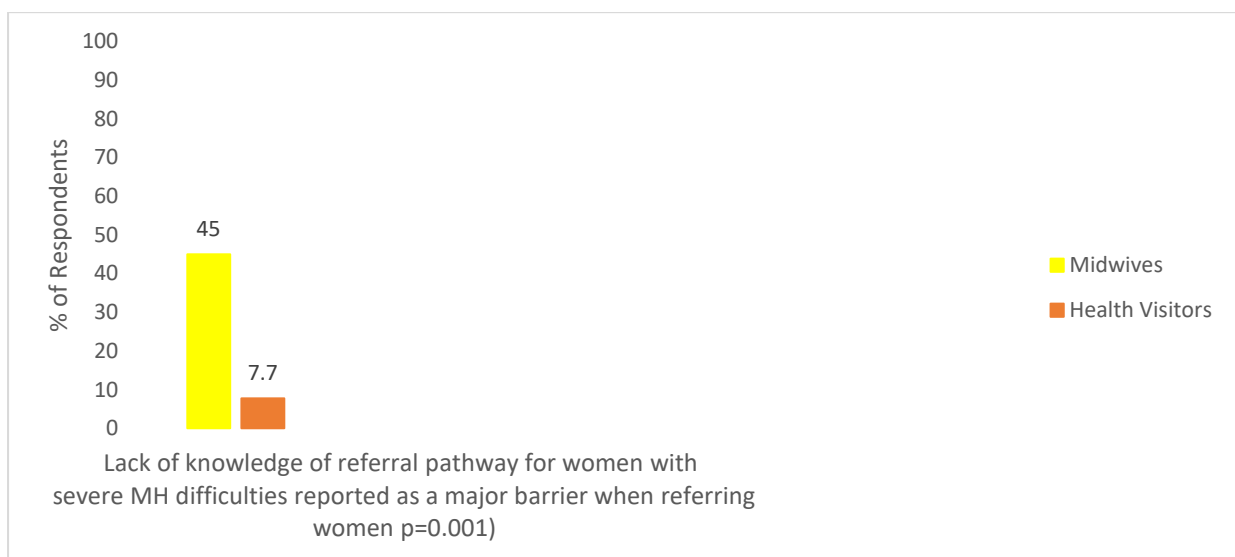 100
90
80
70
60
50
40
30
20
10
0
% of Respondents
45
7.7
Lack of knowledge of referral pathway for women with
severe MH difficulties reported as a major barrier when referring
women p=0.001)
Midwives
Health Visitors